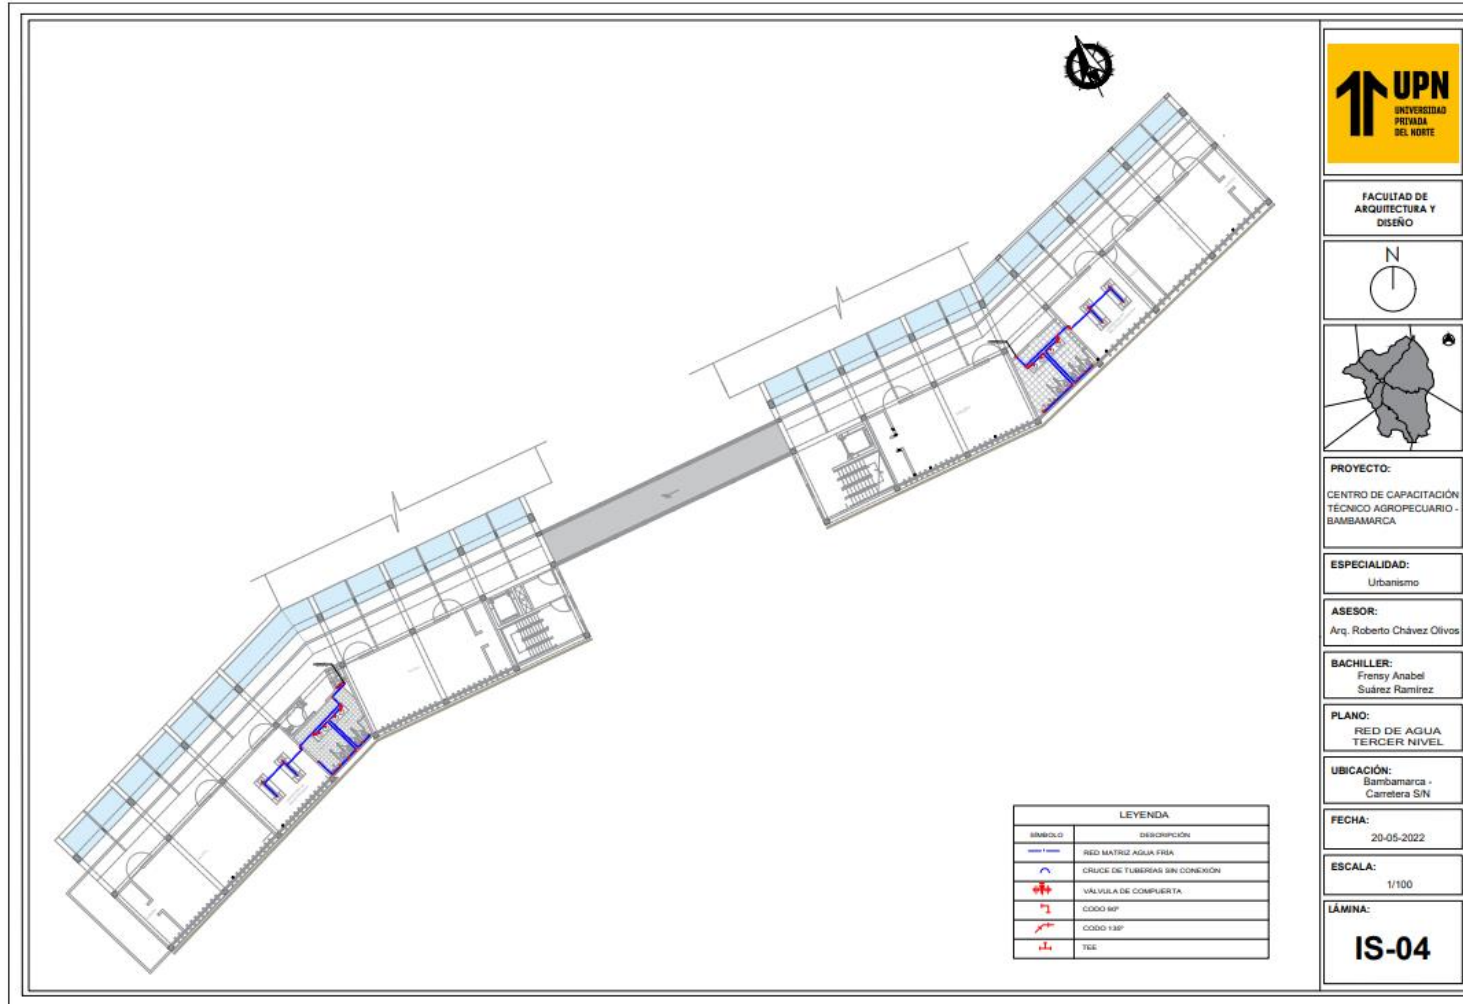 UPN
UNIVERSIDAD
PRIVADA
DEL NORTE
FACULTAD DE
ARQUITECTURA Y
DISEÑO
N
PROYECTO:
CENTRO DE CAPACITACIÓN
TÉCNICO AGROPECUARIO -
BAMBAMARCA
ESPECIALIDAD:
Urbanismo
ASESOR:
Arq. Roberto Chávez Olivos
BACHILLER:
Frensy Anabel
Suárez Ramírez
PLANO:
RED DE AGUA
TERCER NIVEL
UBICACIÓN:
Bambamarca -
Carretera S/N
FECHA:
20-05-2022
ESCALA:
1/100
LÁMINA:
IS-04
LEYENDA
SÍMBOLO DESCRIPCIÓN
RED MATRIZ AGUA FRÍA
CRUCE DE TUBERIAS SIN CONEXIÓN
VÁLVULA DE COMPUERTA
CODO 90°
CODO 135°
TEE